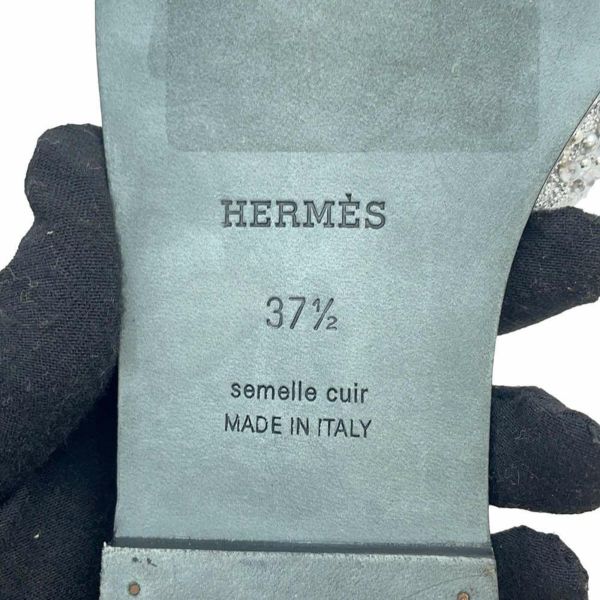 HERMÈS
37½
semelle cuir
MADE IN ITALY